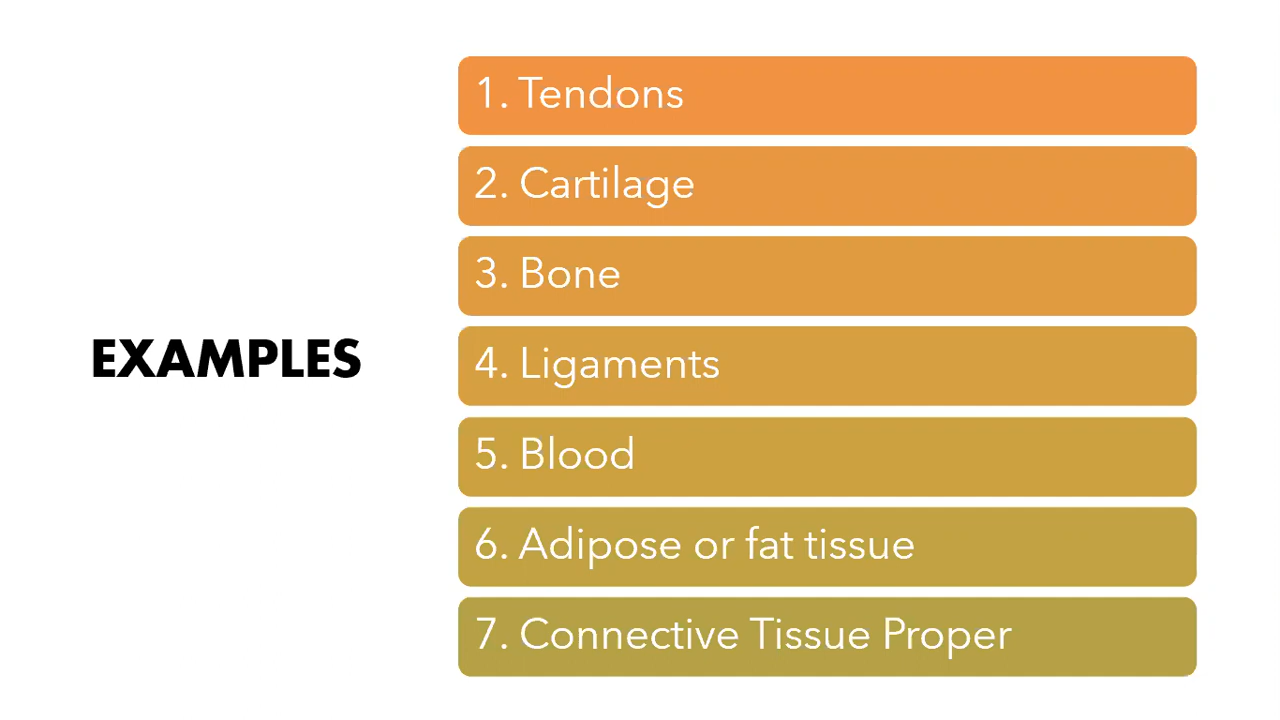 EXAMPLES
1. Tendons
2. Cartilage
3. Bone
4. Ligaments
5. Blood
6. Adipose or fat tissue
7. Connective Tissue Proper